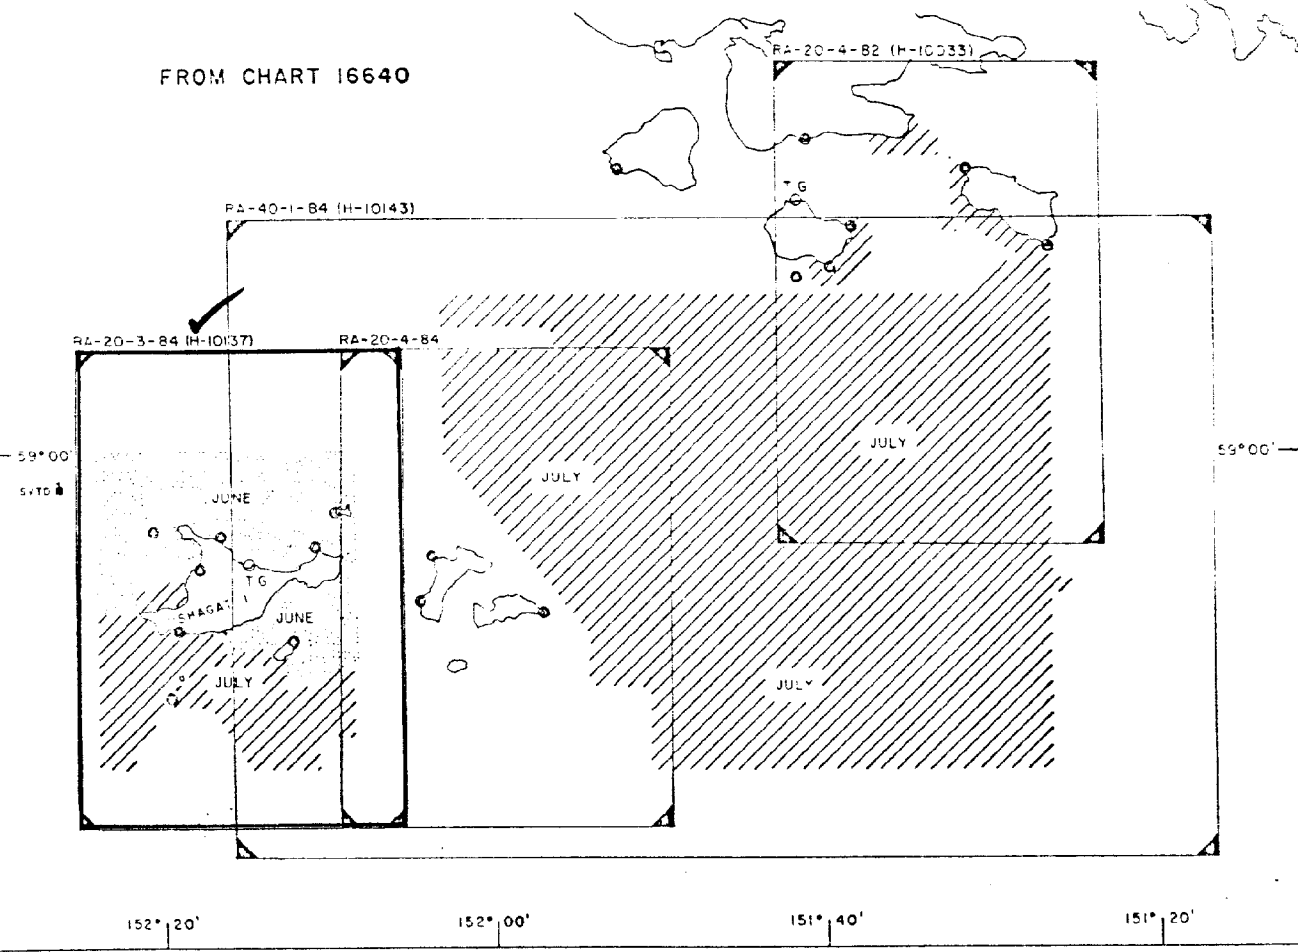 RA-20-4-82 (H-10033)
FROM CHART 16640
T G
RA-40-1-84 (H-10143)
RA-20-3-84 (H-10137)
RA-20-4-84
JULY
59°00'
59°00'
JULY
JUNE
T G
SHAGAT I
JUNE
JULY
JULY
152° 20'
152° 00'
151° 40'
151° 20'